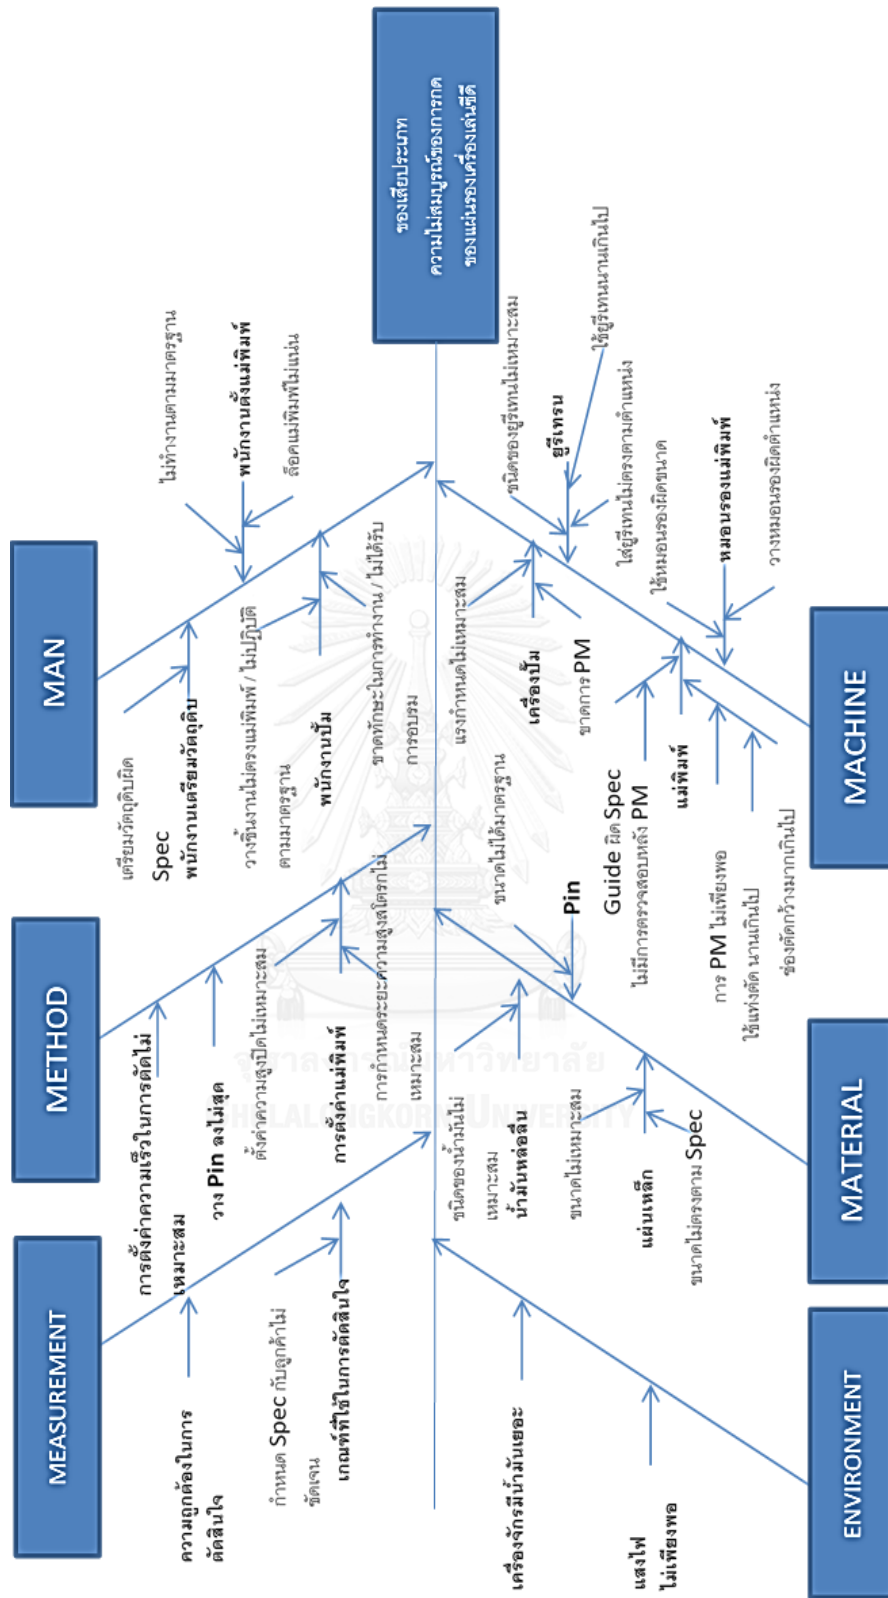 MEASUREMENT
METHOD
MAN
ความถูกต้องในการ
ตัดสินใจ
กำหนด Spec กับลูกค้าไม่
ชัดเจน
เกณฑ์ที่ใช้ในการตัดสินใจ
การตั้งค่าความเร็วในการตัดไม่
เหมาะสม
วาง Pin ลงไม่สุด
ตั้งค่าความสูงปิดไม่เหมาะสม
การตั้งค่าแม่พิมพ์
การกำหนดระยะความสูงสโตรกไม่
เหมาะสม
เตรียมวัตถุดิบผิด
Spec
พนักงานเตรียมวัตถุดิบ
วางชิ้นงานไม่ตรงแม่พิมพ์ / ไม่ปฏิบัติ
ตามมาตรฐาน
พนักงานปั๊ม
ขาดทักษะในการทำงาน / ไม่ได้รับ
การอบรม
ไม่ทำงานตามมาตรฐาน
พนักงานตั้งแม่พิมพ์
ล็อคแม่พิมพ์ไม่แน่น
ของเสียประเภท
ความไม่สมบูรณ์ของการกด
ของแผ่นรองเครื่องเล่นซีดี
เครื่องจักรมีน้ำมันเยอะ
แสงไฟ
ไม่เพียงพอ
ชนิดของน้ำมันไม่
เหมาะสม
น้ำมันหล่อลื่น
ขนาดไม่ได้มาตรฐาน
Pin
ขนาดไม่เหมาะสม
แผ่นเหล็ก
ขนาดไม่ตรงตาม Spec
แรงกำหนดไม่เหมาะสม
เครื่องปั๊ม
ขาดการ PM
ชนิดของยูรีเทนไม่เหมาะสม
ยูรีเทรน
ใช้ยูรีเทนนานเกินไป
ใส่ยูรีเทนไม่ตรงตามตำแหน่ง
Guide ผิด Spec
ไม่มีการตรวจสอบหลัง PM
แม่พิมพ์
การ PM ไม่เพียงพอ
ใช้แท่งตัด นานเกินไป
ช่องตัดกว้างมากเกินไป
ใช้หมอนรองผิดขนาด
หมอนรองแม่พิมพ์
วางหมอนรองผิดตำแหน่ง
ENVIRONMENT
MATERIAL
MACHINE
จุฬาลงกรณ์มหาวิทยาลัย
CHULALONGKORN UNIVERSITY